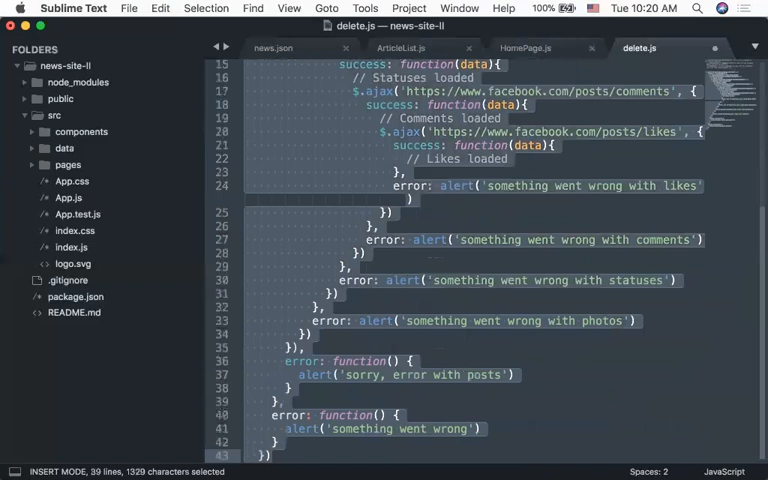 Sublime Text File Edit Selection Find View Goto Tools Project Window Help 100% Tue 10:20 AM
delete.js — news-site-II
FOLDERS
news-site-II
node_modules
public
src
components
data
pages
App.css
App.js
App.test.js
index.css
index.js
logo.svg
.gitignore
package.json
README.md
news.json ArticleList.js HomePage.js delete.js
15 success: function(data){
16 // Statuses loaded
17 $.ajax('https://www.facebook.com/posts/comments', {
18 success: function(data){
19 // Comments loaded
20 $.ajax('https://www.facebook.com/posts/likes', {
21 success: function(data){
22 // Likes loaded
23 },
24 error: alert('something went wrong with likes'
)
25 })
26 },
27 error: alert('something went wrong with comments')
28 })
29 },
30 error: alert('something went wrong with statuses')
31 })
32 },
33 error: alert('something went wrong with photos')
34 })
35 }),
36 error: function() {
37 alert('sorry, error with posts')
38 }
39 },
40 error: function() {
41 alert('something went wrong')
42 }
43 })
INSERT MODE, 39 lines, 1329 characters selected Spaces: 2 JavaScript